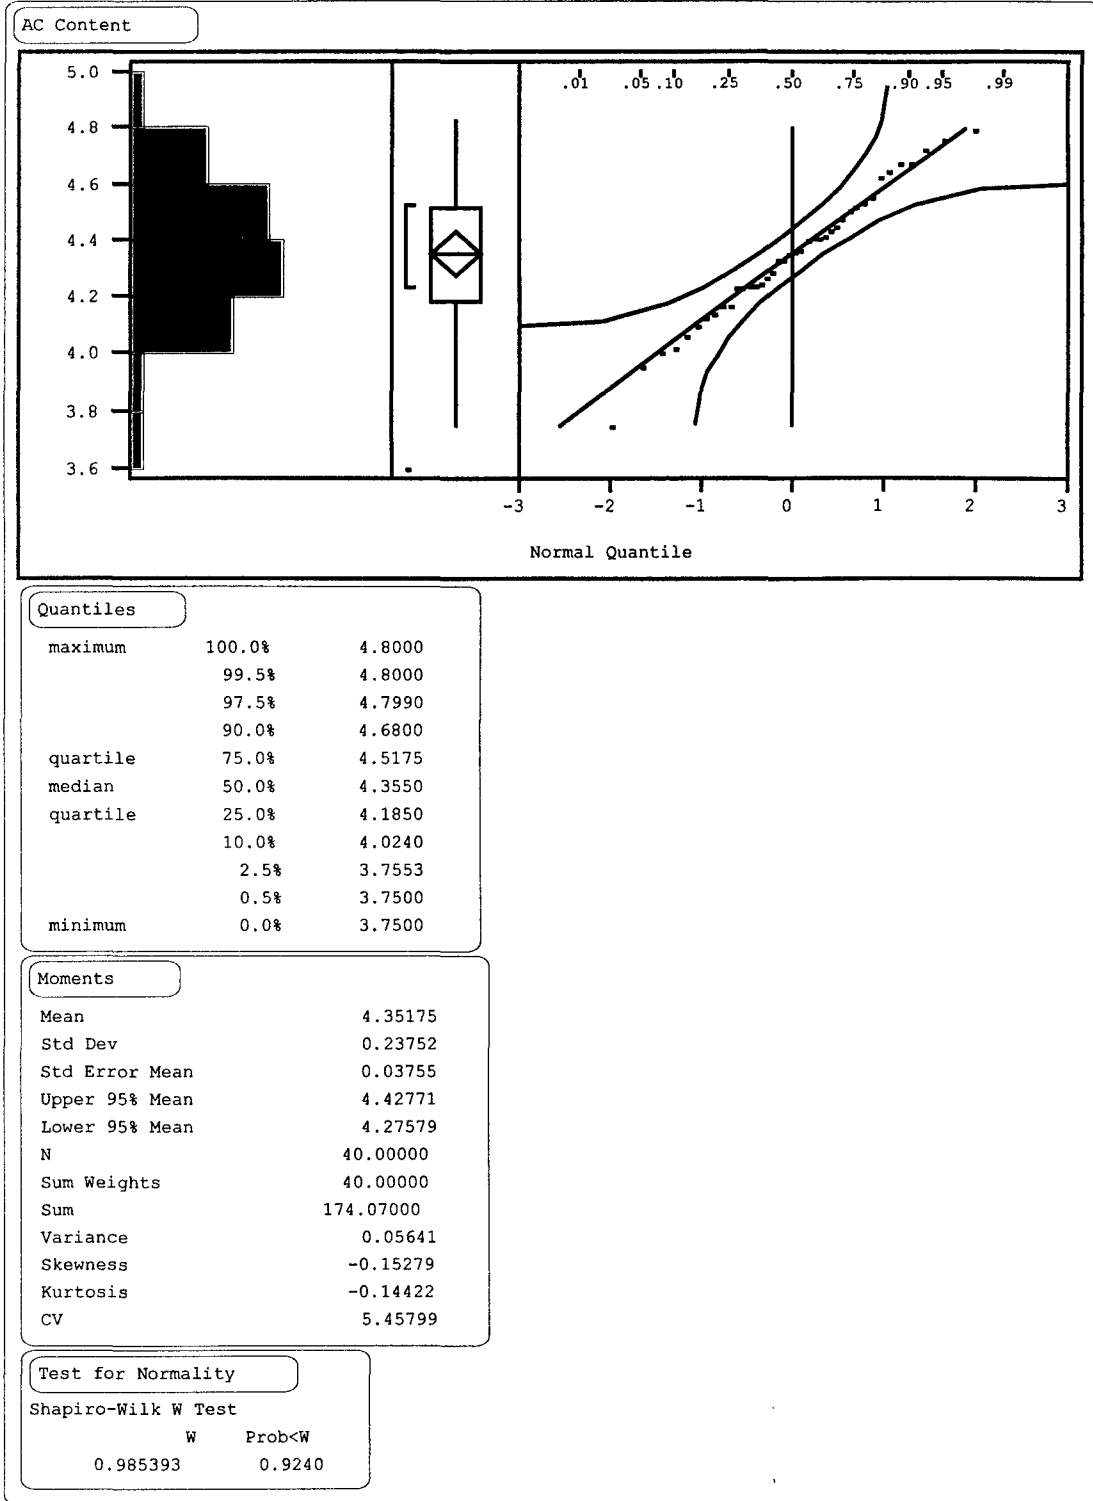 AC Content
5.0
4.8
4.6
4.4
4.2
4.0
3.8
3.6
.01 .05 .10 .25 .50 .75 .90 .95 .99
-3 -2 -1 0 1 2 3
Normal Quantile
Quantiles
maximum 100.0% 4.8000
99.5% 4.8000
97.5% 4.7990
90.0% 4.6800
quartile 75.0% 4.5175
median 50.0% 4.3550
quartile 25.0% 4.1850
10.0% 4.0240
2.5% 3.7553
0.5% 3.7500
minimum 0.0% 3.7500
Moments
Mean 4.35175
Std Dev 0.23752
Std Error Mean 0.03755
Upper 95% Mean 4.42771
Lower 95% Mean 4.27579
N 40.00000
Sum Weights 40.00000
Sum 174.07000
Variance 0.05641
Skewness -0.15279
Kurtosis -0.14422
CV 5.45799
Test for Normality
Shapiro-Wilk W Test
W Prob<W
0.985393 0.9240